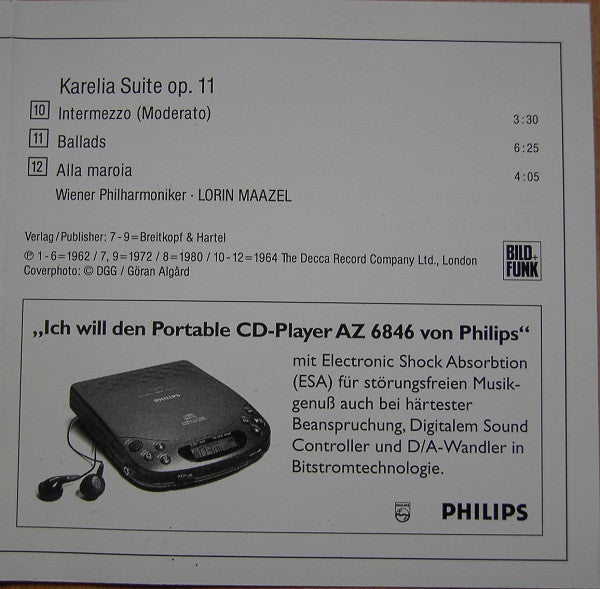 Karelia Suite op. 11
10 Intermezzo (Moderato) 3:30
11 Ballads 6:25
12 Alla maroia 4:05
Wiener Philharmoniker · LORIN MAAZEL
Verlag/Publisher: 7-9=Breitkopf & Hartel
℗ 1-6=1962 / 7, 9=1972 / 8=1980 / 10-12=1964 The Decca Record Company Ltd., London
Coverphoto: © DGG / Göran Algård
BILD+
FUNK
„Ich will den Portable CD-Player AZ 6846 von Philips“
mit Electronic Shock Absorbtion
(ESA) für störungsfreien Musik-
genuß auch bei härtester
Beanspruchung, Digitalem Sound
Controller und D/A-Wandler in
Bitstromtechnologie.
PHILIPS
PHILIPS